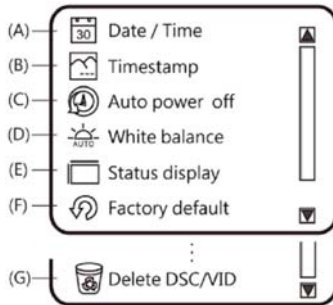 (A) 30 Date / Time
(B) Timestamp
(C) Auto power off
(D) AUTO White balance
(E) Status display
(F) Factory default
(G) Delete DSC/VID